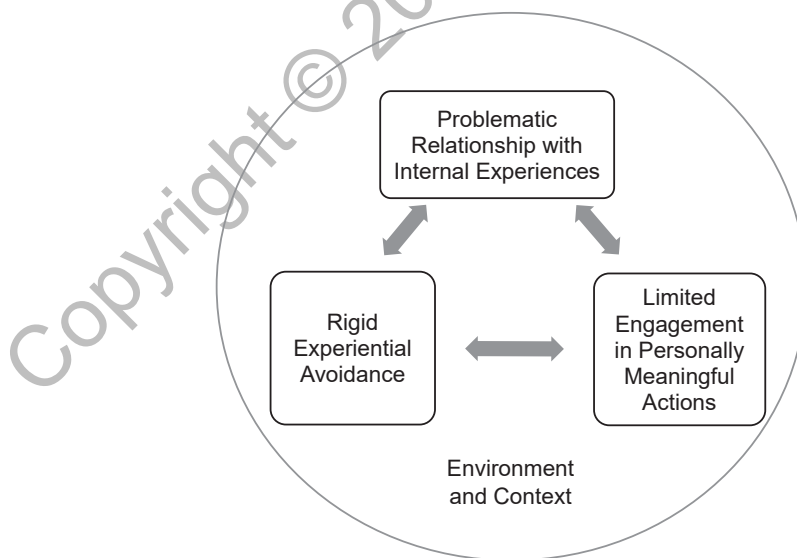 Copyright © 20
Problematic
Relationship with
Internal Experiences
Rigid
Experiential
Avoidance
Limited
Engagement
in Personally
Meaningful
Actions
Environment
and Context